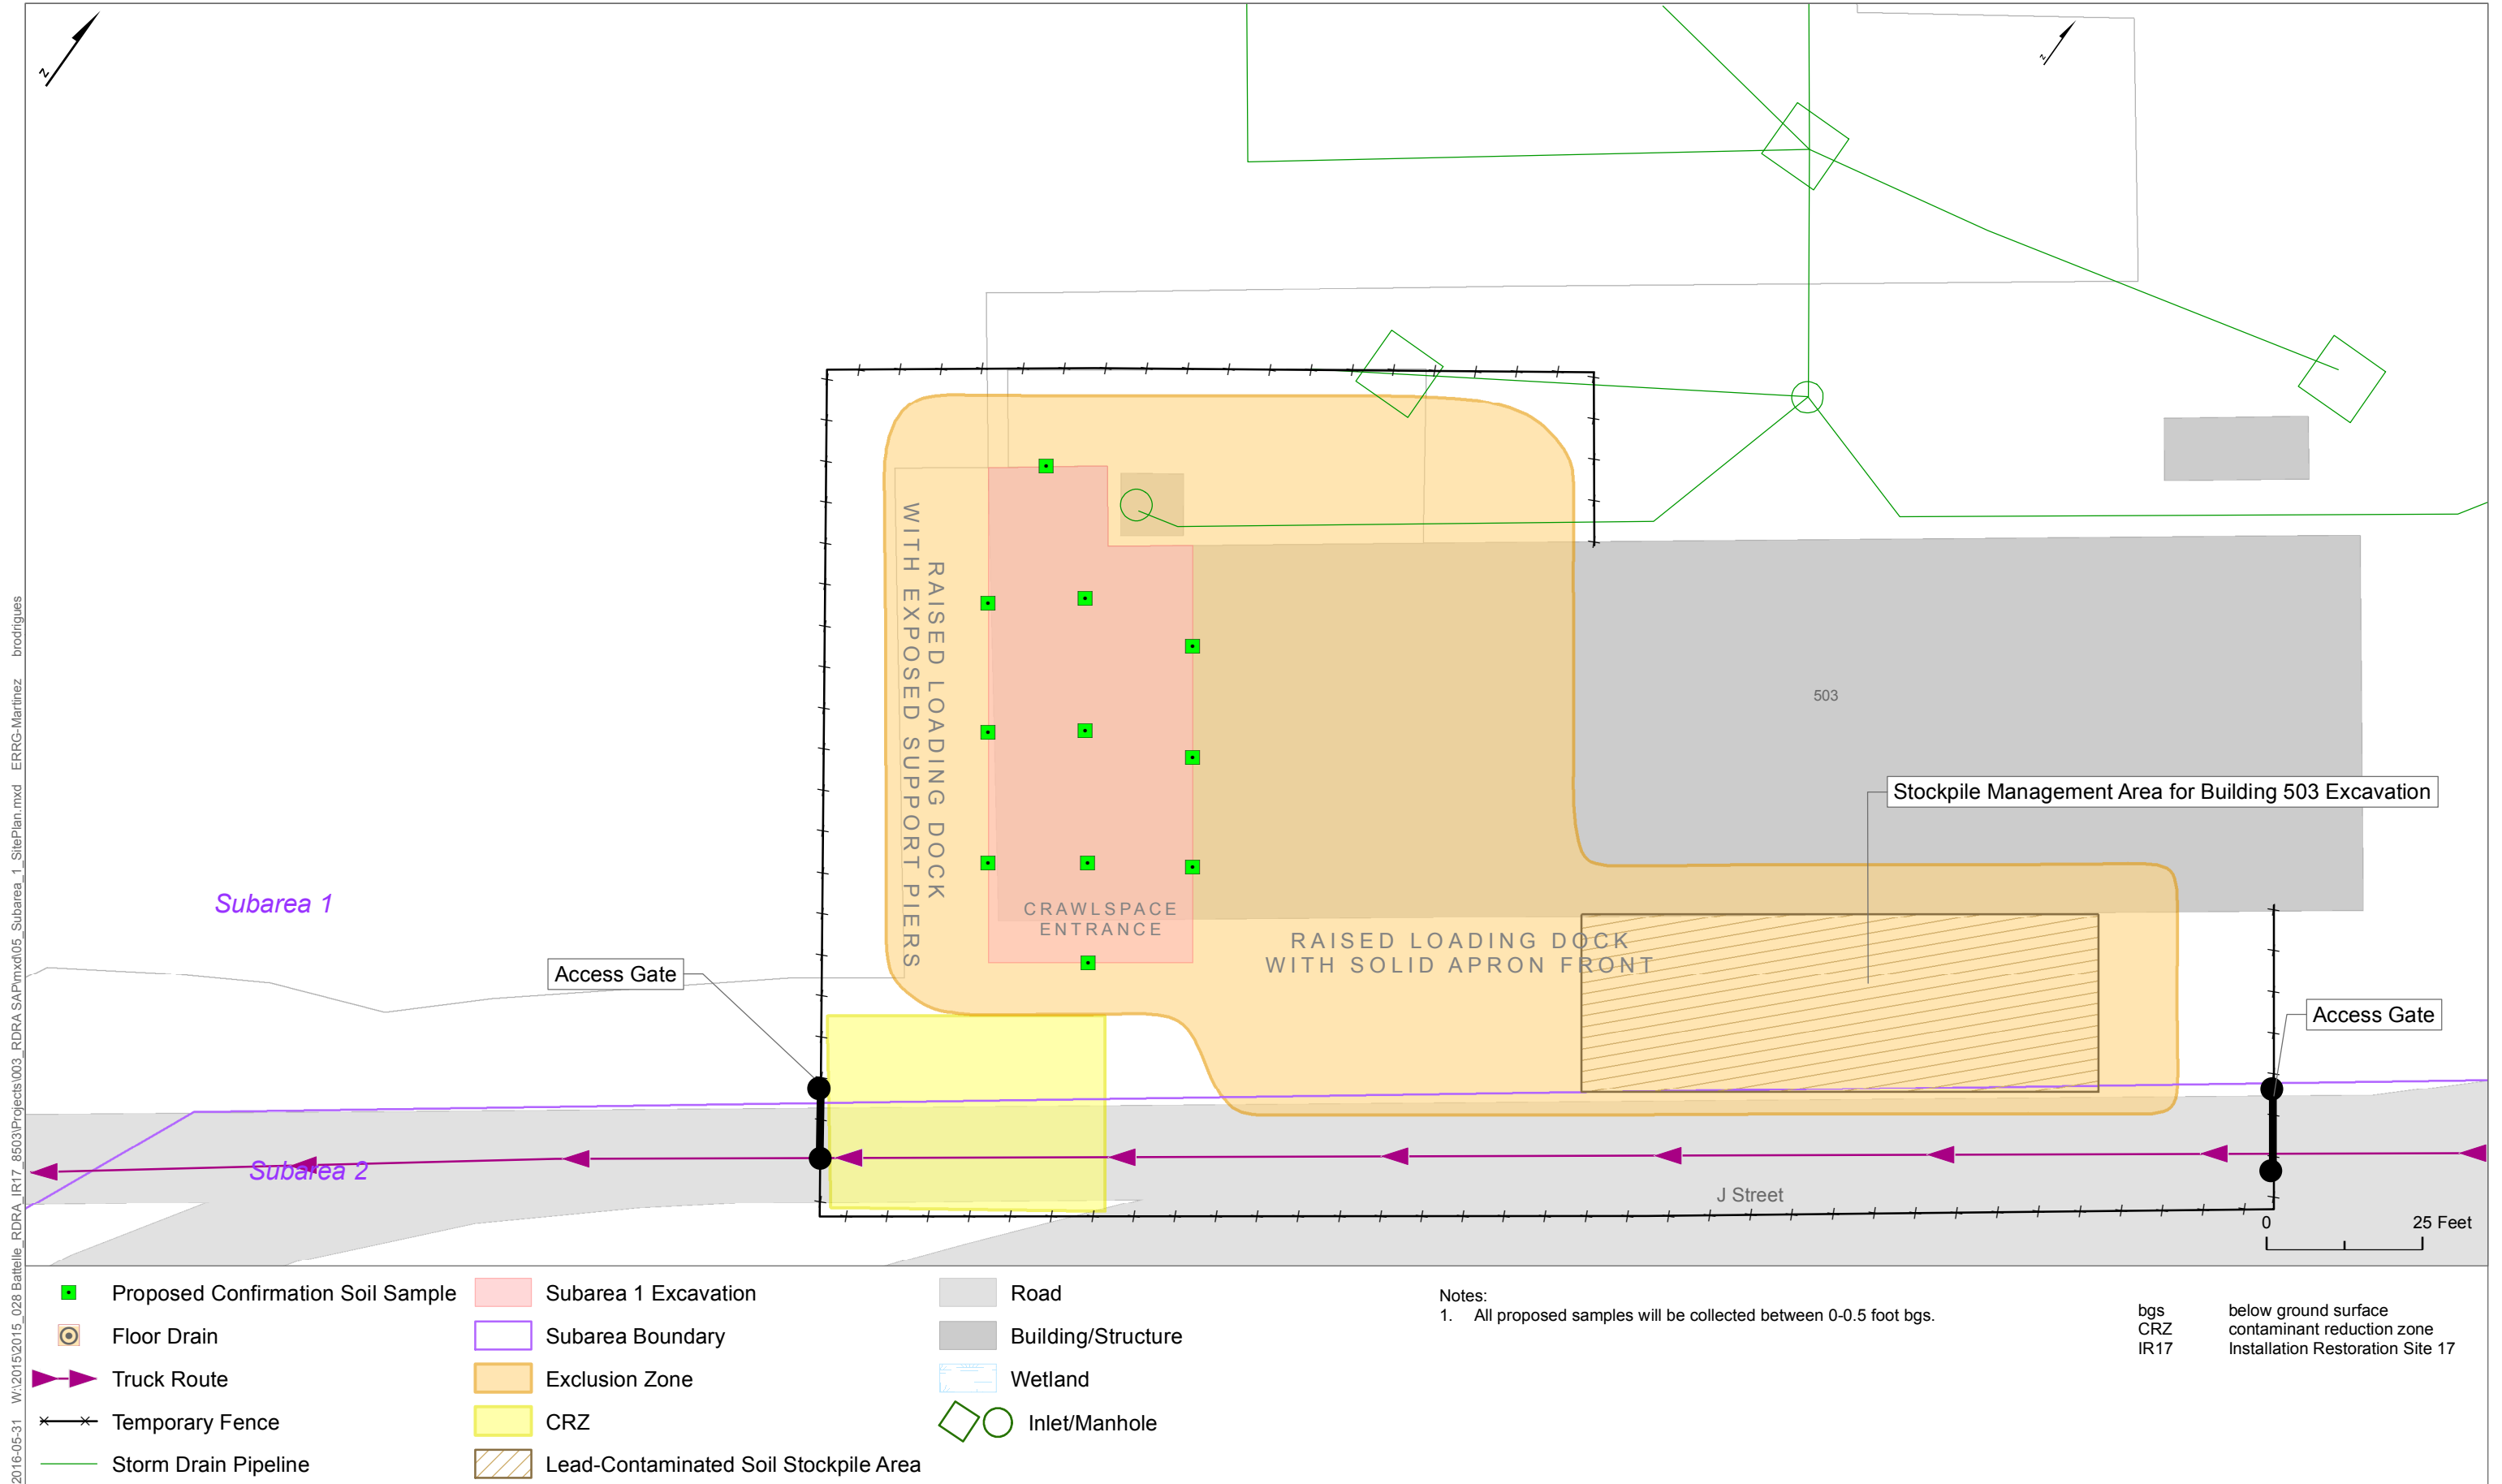 N
N
503
Stockpile Management Area for Building 503 Excavation
RAISED LOADING DOCK
WITH EXPOSED SUPPORT PIERS
CRAWLSPACE
ENTRANCE
RAISED LOADING DOCK
WITH SOLID APRON FRONT
Subarea 1
Access Gate
Access Gate
Subarea 2
J Street
0 25 Feet
Proposed Confirmation Soil Sample
Floor Drain
Truck Route
Temporary Fence
Storm Drain Pipeline
Subarea 1 Excavation
Subarea Boundary
Exclusion Zone
CRZ
Lead-Contaminated Soil Stockpile Area
Road
Building/Structure
Wetland
Inlet/Manhole
Notes:
1. All proposed samples will be collected between 0-0.5 foot bgs.
bgs below ground surface
CRZ contaminant reduction zone
IR17 Installation Restoration Site 17
2016-05-31 W:\2015\2015_028 Battelle_RDRA_IR17_8503\Projects\003_RDRA SAP\mxd\05_Subarea_1_SitePlan.mxd ERRG-Martinez brodrigues